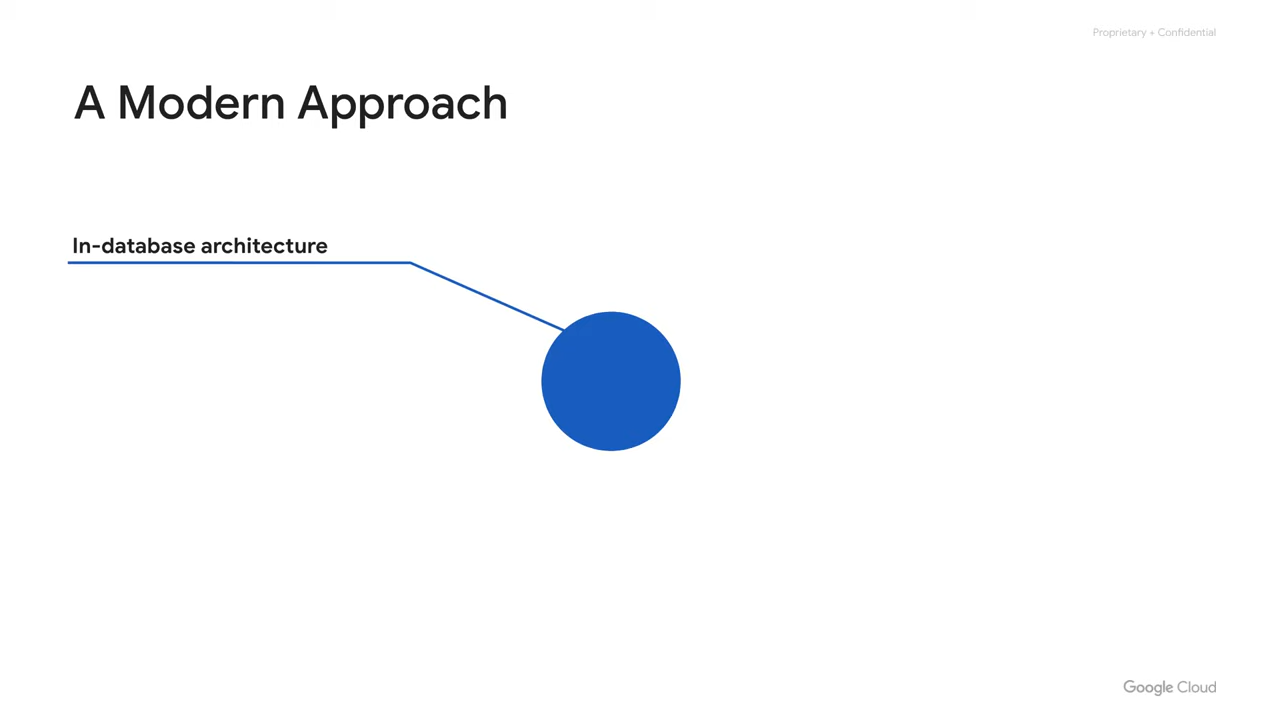 Proprietary + Confidential
A Modern Approach
In-database architecture
Google Cloud